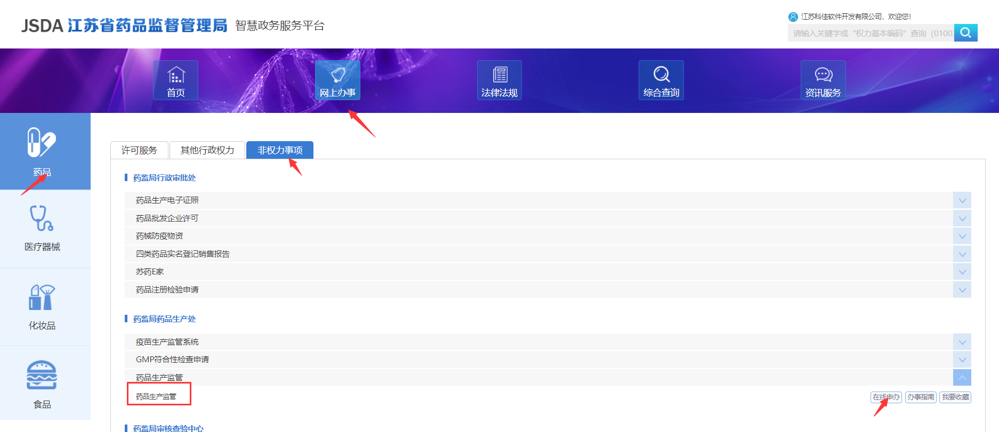 JSDA 江苏省药品监督管理局 智慧政务服务平台
江苏科佳软件开发有限公司，欢迎您！
请输入关键字或“权力基本编码”查询（0100
首页
网上办事
法律法规
综合查询
资讯服务
药品
医疗器械
化妆品
食品
许可服务
其他行政权力
非权力事项
药监局行政审批处
药品生产电子证照
药品批发企业许可
药械防疫物资
四类药品实名登记销售报告
苏药E家
药品注册检验申请
药监局药品生产处
疫苗生产监管系统
GMP符合性检查申请
药品生产监管
药品生产监管
在线申办 办事指南 我要收藏
药监局审核查验中心